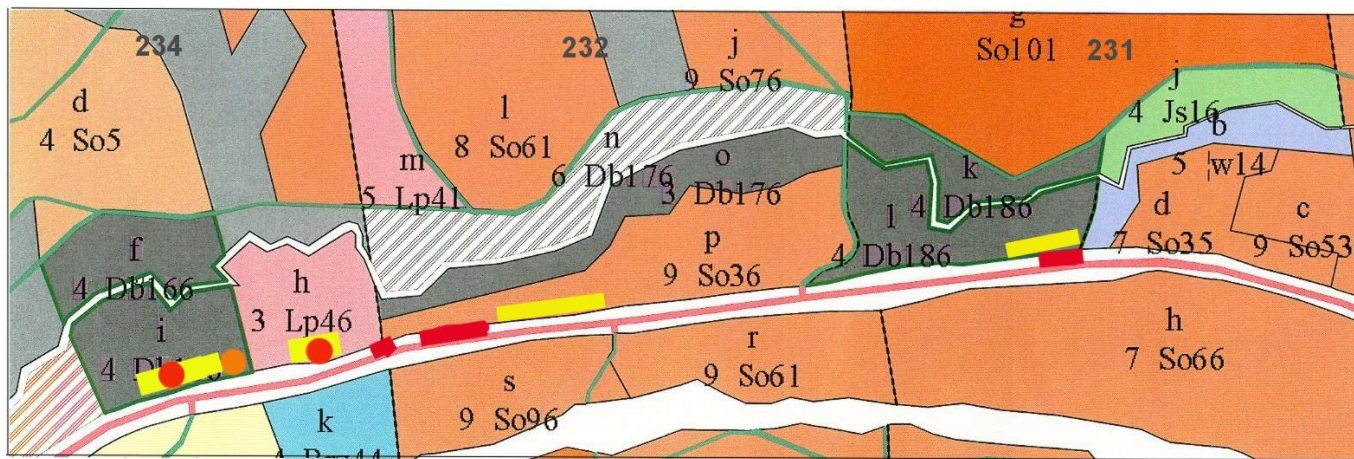 234
232
231
g
So101
j
9 So76
d
4 So5
l
8 So61
j
4 Js16
n
6 Db176
b
5 w14
m
5 Lp41
o
3 Db176
k
4 Db186
f
4 Db166
h
3 Lp46
p
9 So36
l
4 Db186
d
7 So35
c
9 So53
i
4
r
9 So61
h
7 So66
s
9 So96
k